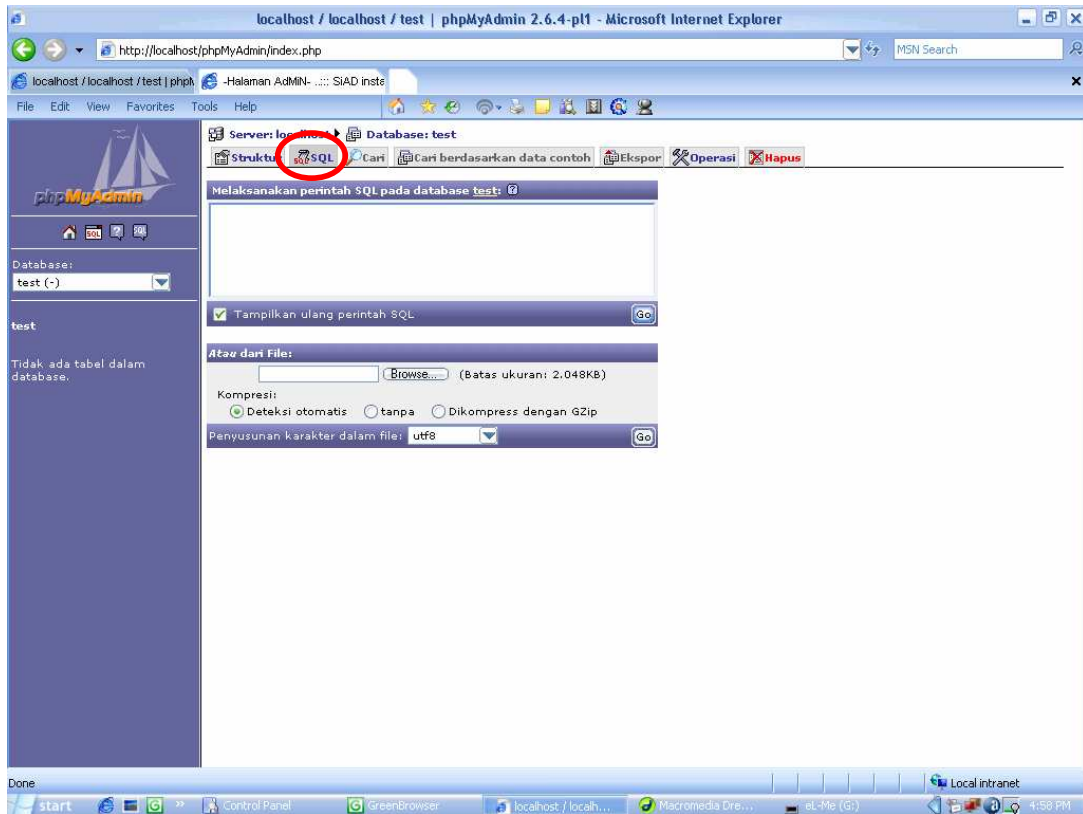 localhost / localhost / test | phpMyAdmin 2.6.4-pl1 - Microsoft Internet Explorer
http://localhost/phpMyAdmin/index.php
MSN Search
localhost / localhost / test | phpM
-Halaman AdMiN- ..::: SiAD inste
File Edit View Favorites Tools Help
Server: localhost Database: test
Struktur SQL Cari Cari berdasarkan data contoh Ekspor Operasi Hapus
phpMyAdmin
SQL
Database:
test (-)
test
Tidak ada tabel dalam
database.
Melaksanakan perintah SQL pada database test:
Tampilkan ulang perintah SQL
Go
Atau dari File:
Browse... (Batas ukuran: 2.048KB)
Kompresi:
Deteksi otomatis tanpa Dikompress dengan GZip
Penyusunan karakter dalam file: utf8
Go
Done
Local intranet
start
Control Panel
GreenBrowser
localhost / localh...
Macromedia Dre...
eL-Me (G:)
4:58 PM